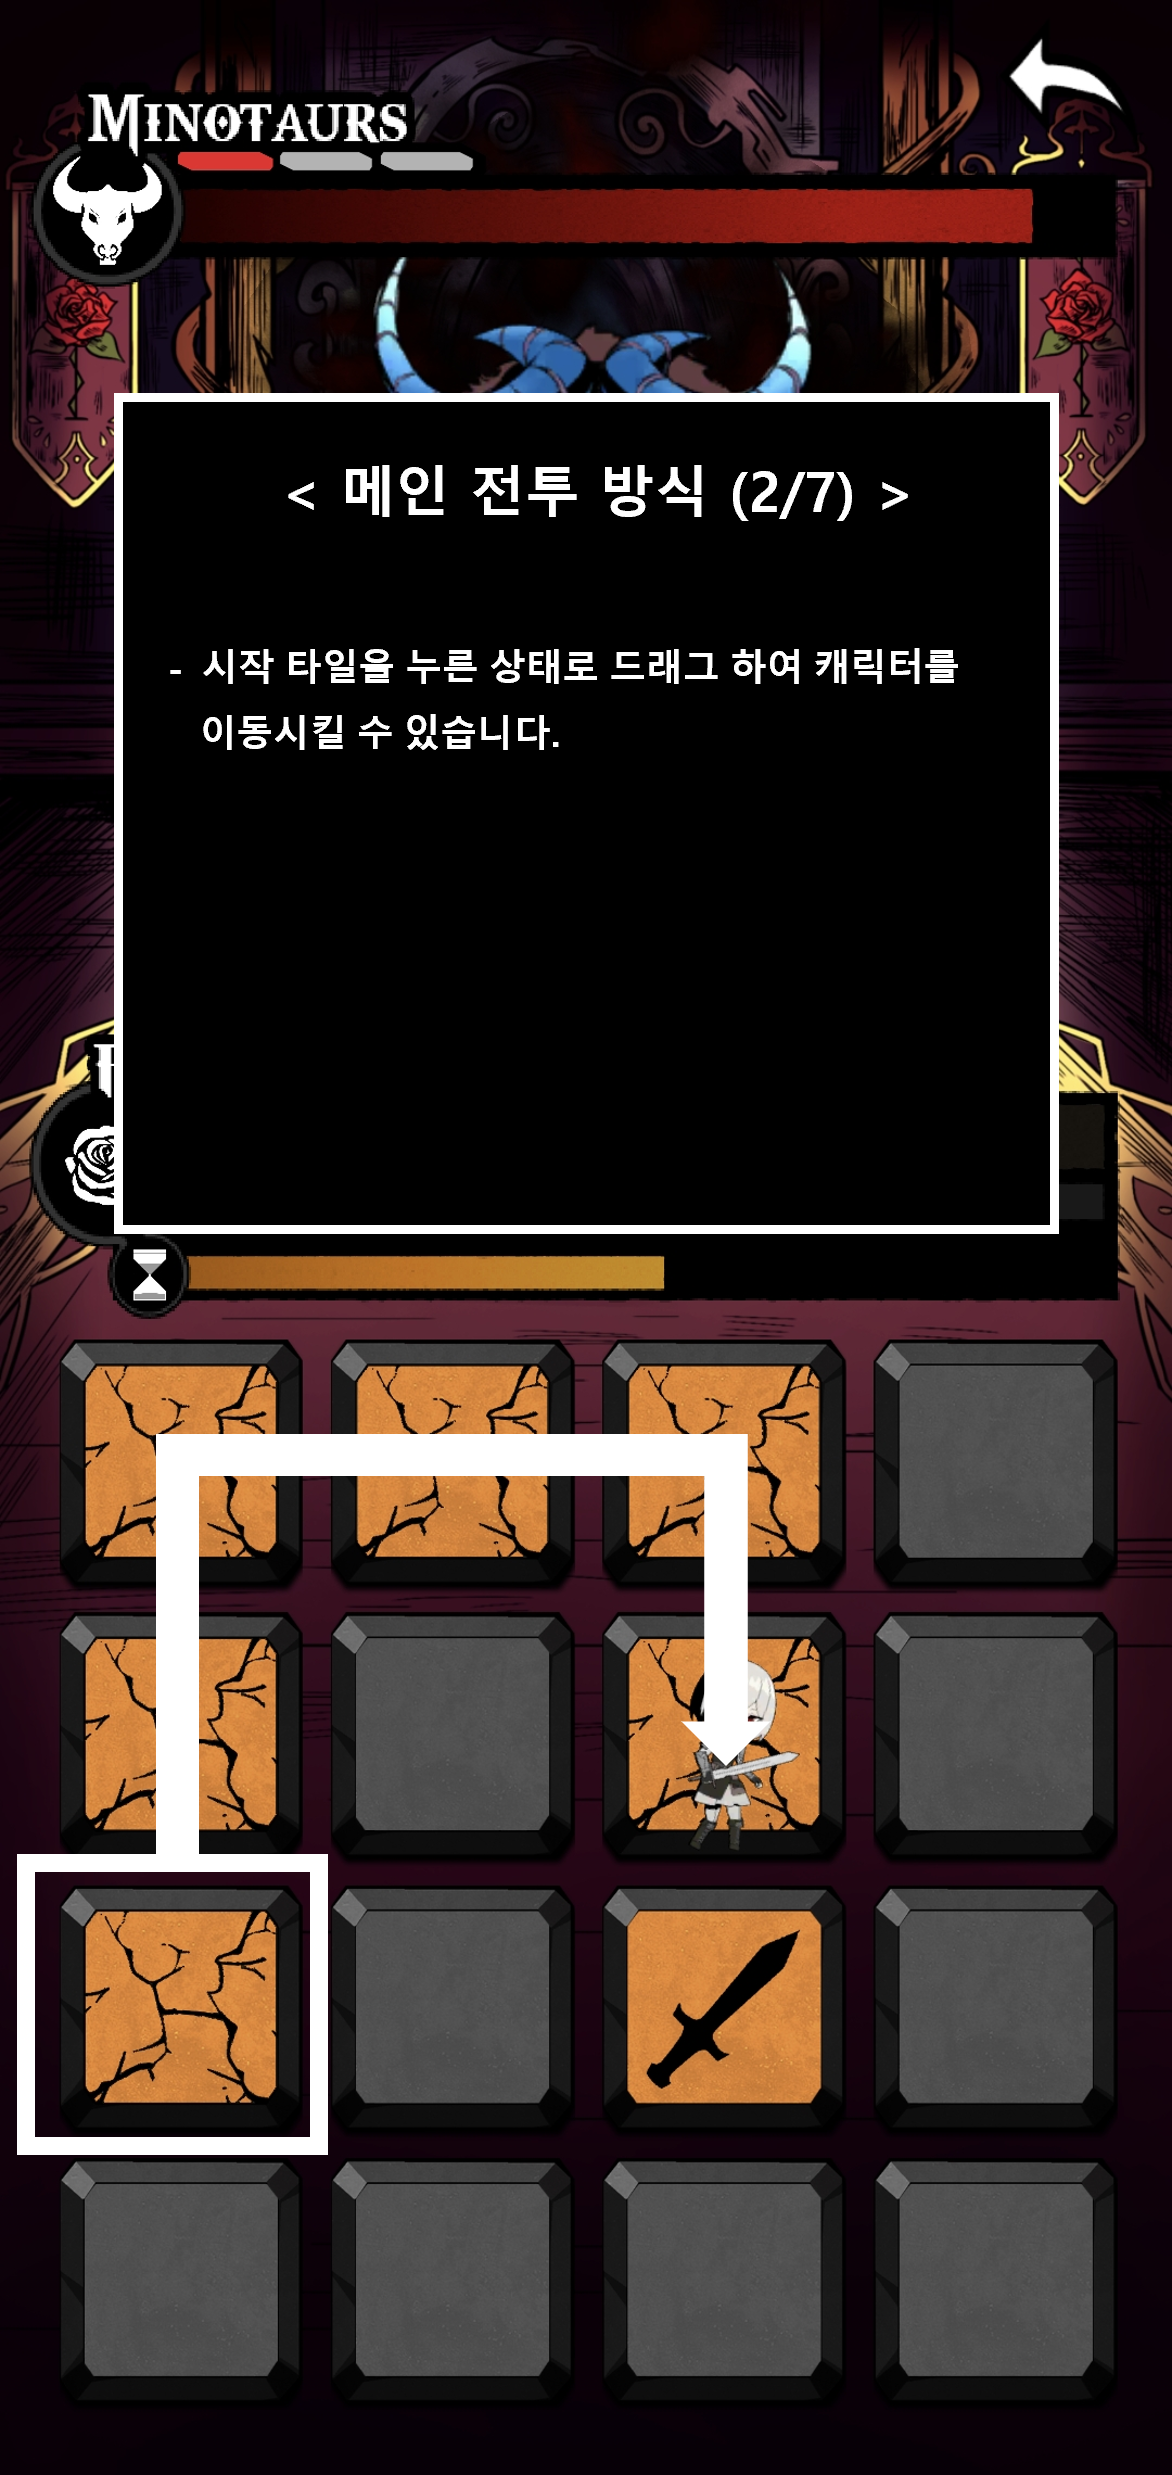 MINOTAURS
< 메인 전투 방식 (2/7) >
- 시작 타일을 누른 상태로 드래그 하여 캐릭터를
이동시킬 수 있습니다.